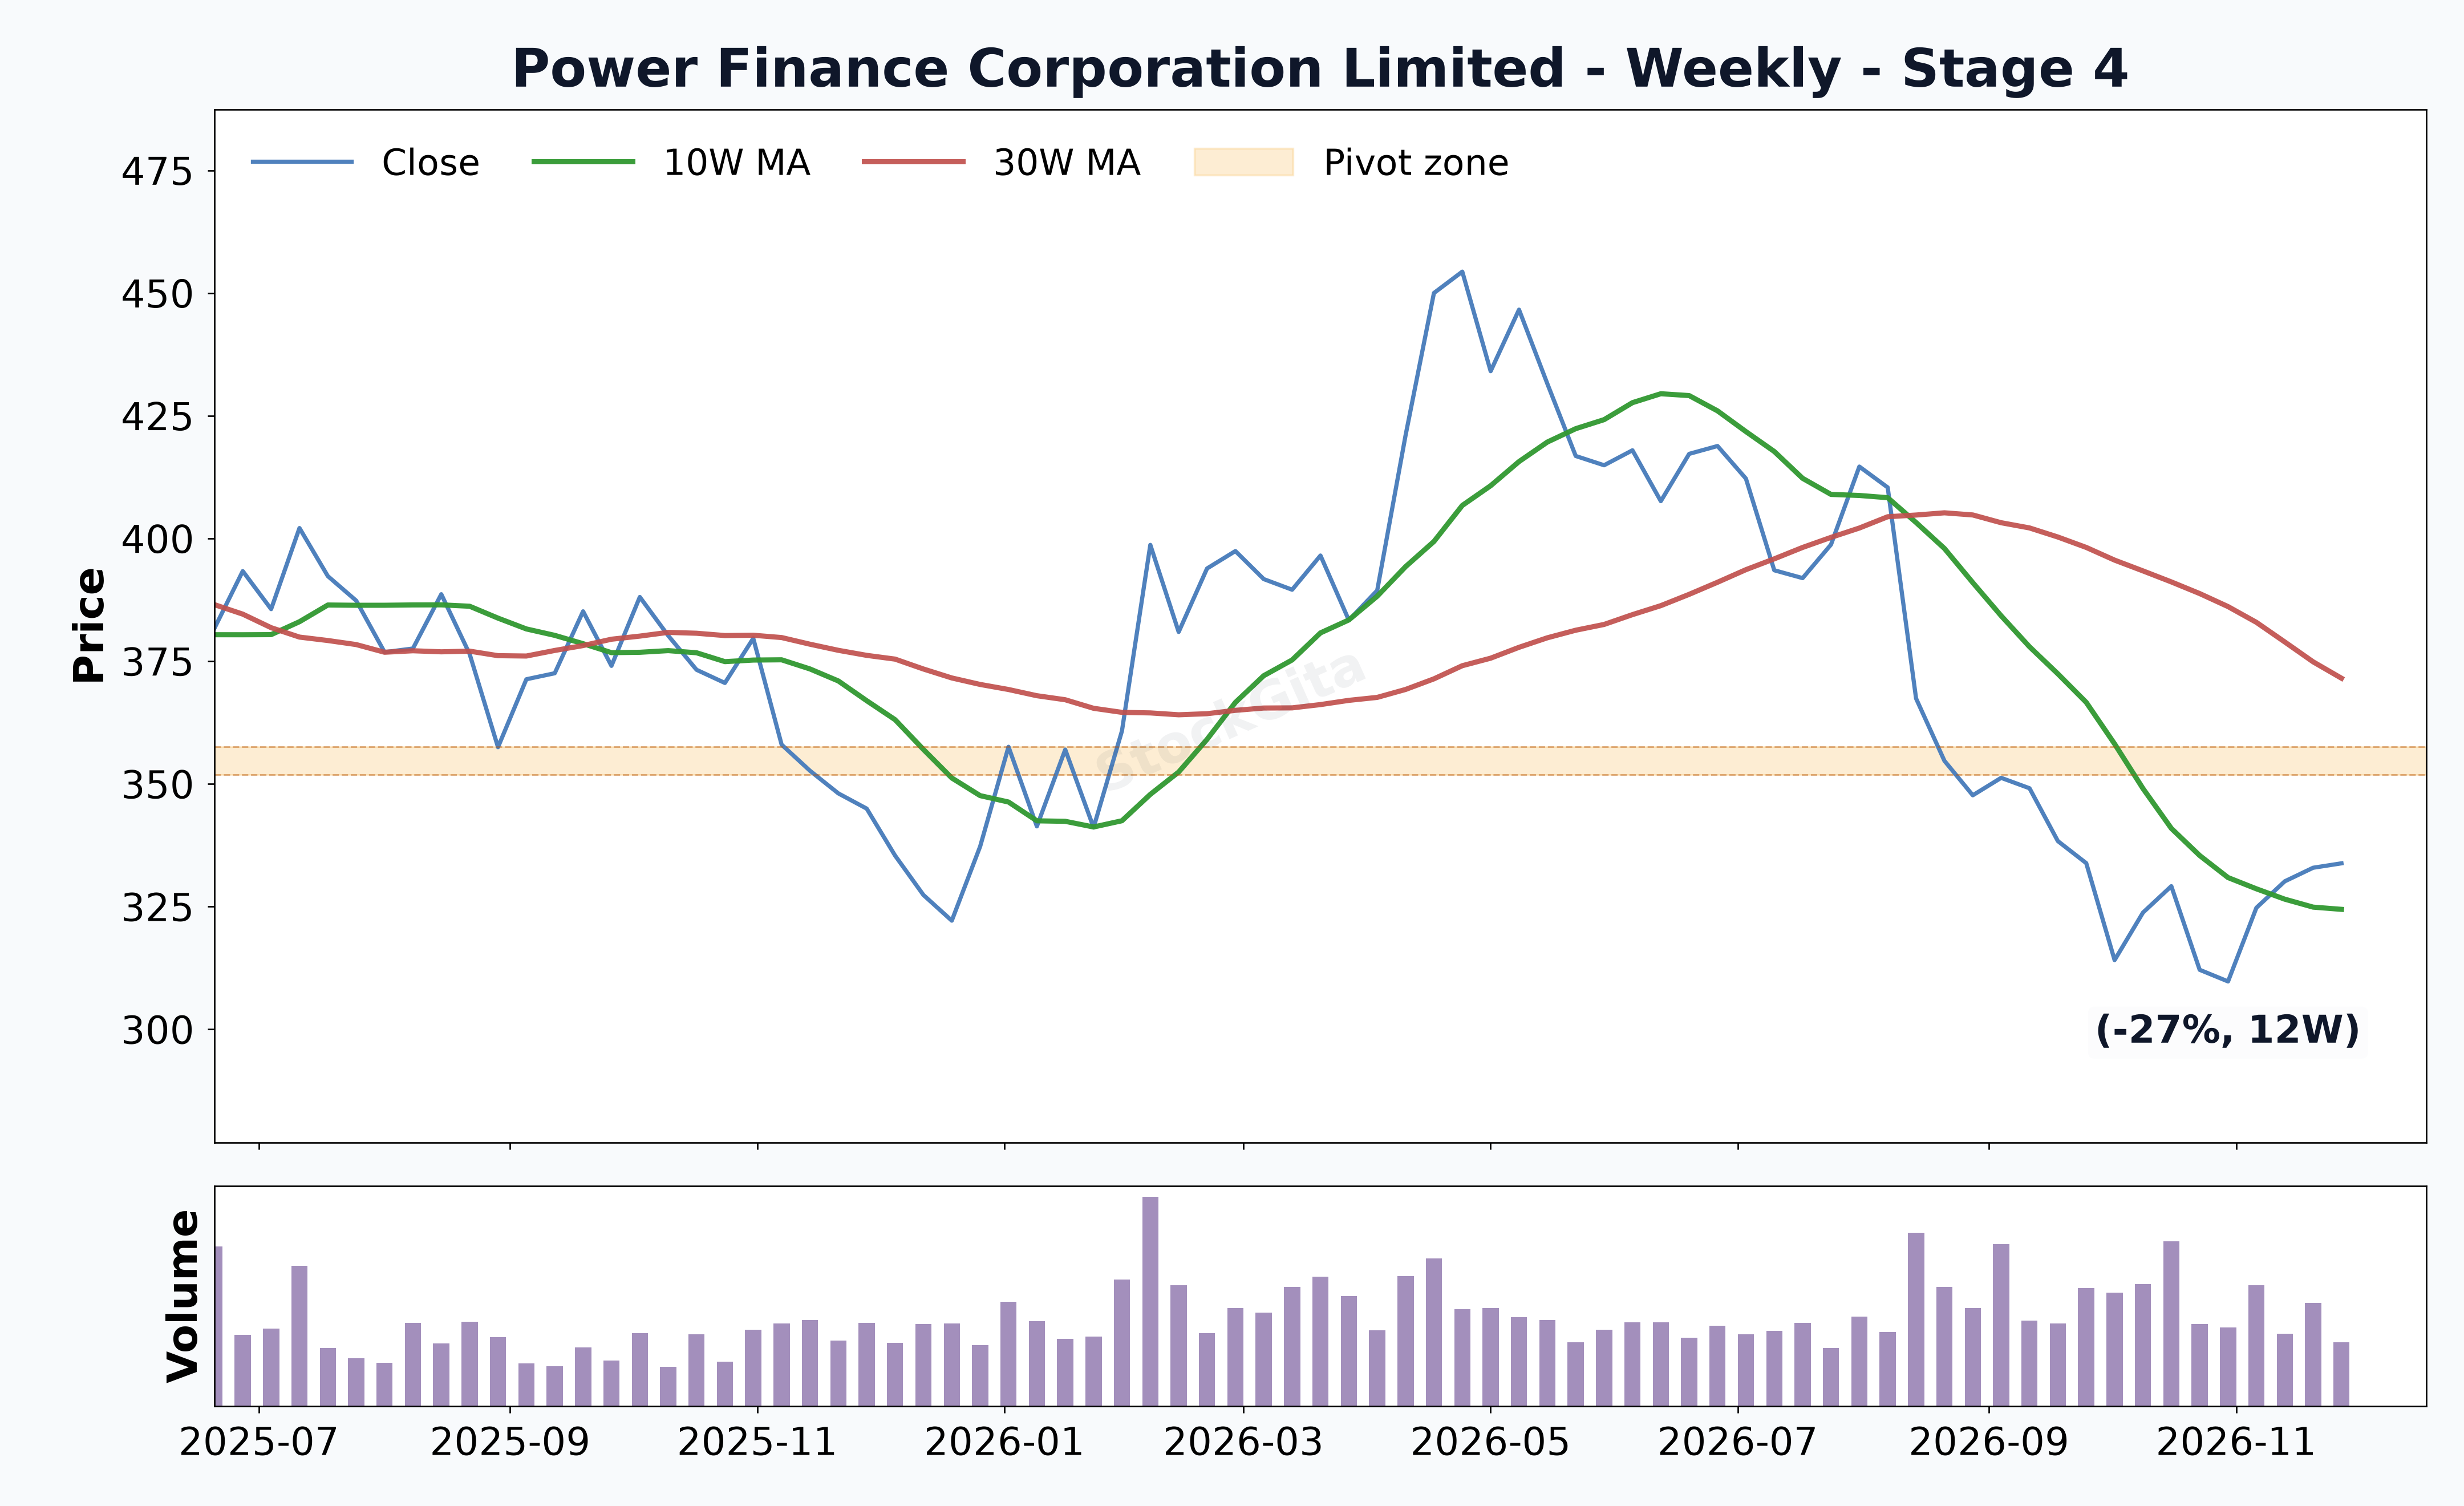 Power Finance Corporation Limited - Weekly - Stage 4
Close
10W MA
30W MA
Pivot zone
475
450
425
400
375
350
325
300
Price
StockGita
(-27%, 12W)
Volume
2025-07
2025-09
2025-11
2026-01
2026-03
2026-05
2026-07
2026-09
2026-11